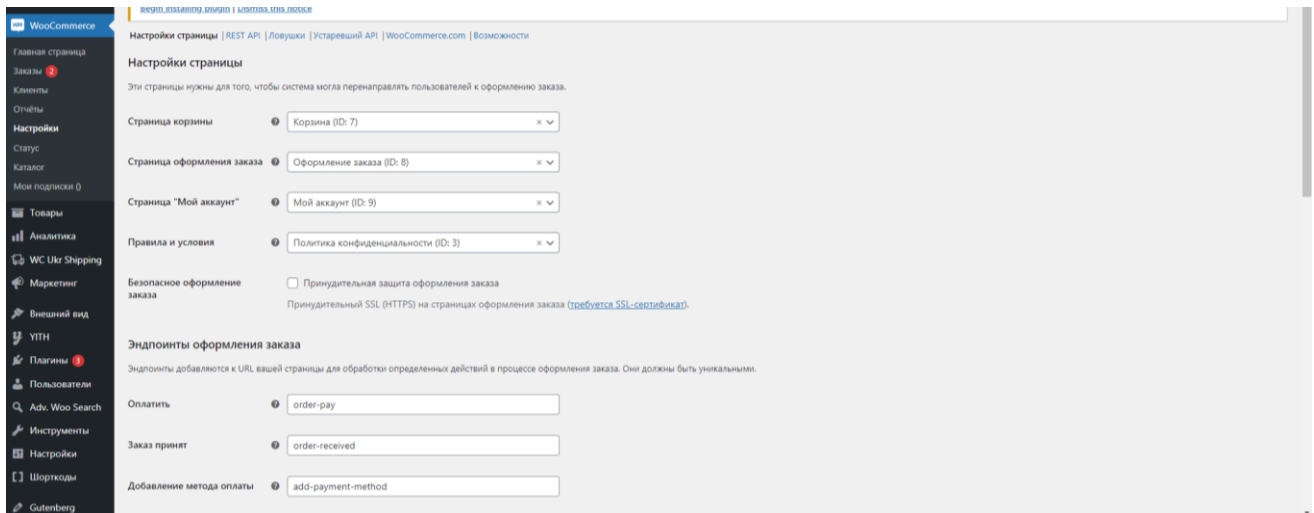 Begin installing plugin | Dismiss this notice
WooCommerce
Главная страница
Заказы 2
Клиенты
Отчёты
Настройки
Статус
Каталог
Мои подписки ()
Товары
Аналитика
WC Ukr Shipping
Маркетинг
Внешний вид
YITH
Плагины 3
Пользователи
Adv. Woo Search
Инструменты
Настройки
Шорткоды
Gutenberg
Настройки страницы | REST API | Ловушки | Устаревший API | WooCommerce.com | Возможности
Настройки страницы
Эти страницы нужны для того, чтобы система могла перенаправлять пользователей к оформлению заказа.
Страница корзины
Корзина (ID: 7)
Страница оформления заказа
Оформление заказа (ID: 8)
Страница "Мой аккаунт"
Мой аккаунт (ID: 9)
Правила и условия
Политика конфиденциальности (ID: 3)
Безопасное оформление
заказа
Принудительная защита оформления заказа
Принудительный SSL (HTTPS) на страницах оформления заказа (требуется SSL-сертификат).
Эндпоинты оформления заказа
Эндпоинты добавляются к URL вашей страницы для обработки определенных действий в процессе оформления заказа. Они должны быть уникальными.
Оплатить
order-pay
Заказ принят
order-received
Добавление метода оплаты
add-payment-method